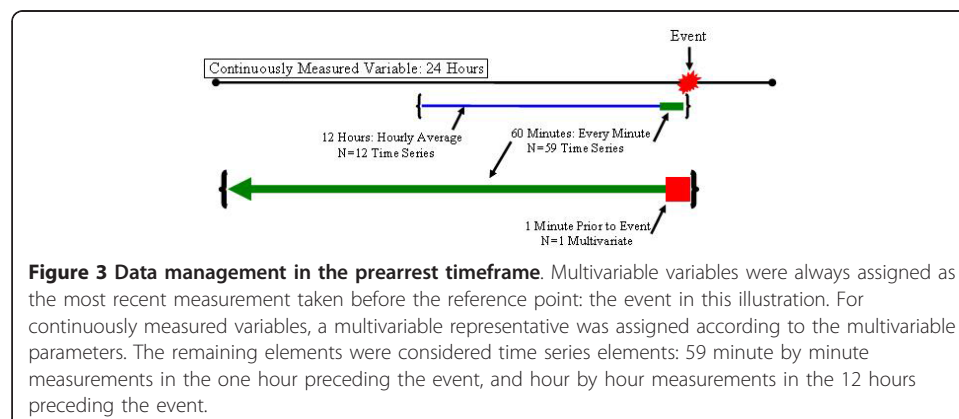 Event
Continuously Measured Variable: 24 Hours
12 Hours: Hourly Average
N=12 Time Series
60 Minutes: Every Minute
N=59 Time Series
1 Minute Prior to Event
N=1 Multivariate
Figure 3 Data management in the prearrest timeframe. Multivariable variables were always assigned as
the most recent measurement taken before the reference point: the event in this illustration. For
continuously measured variables, a multivariable representative was assigned according to the multivariable
parameters. The remaining elements were considered time series elements: 59 minute by minute
measurements in the one hour preceding the event, and hour by hour measurements in the 12 hours
preceding the event.